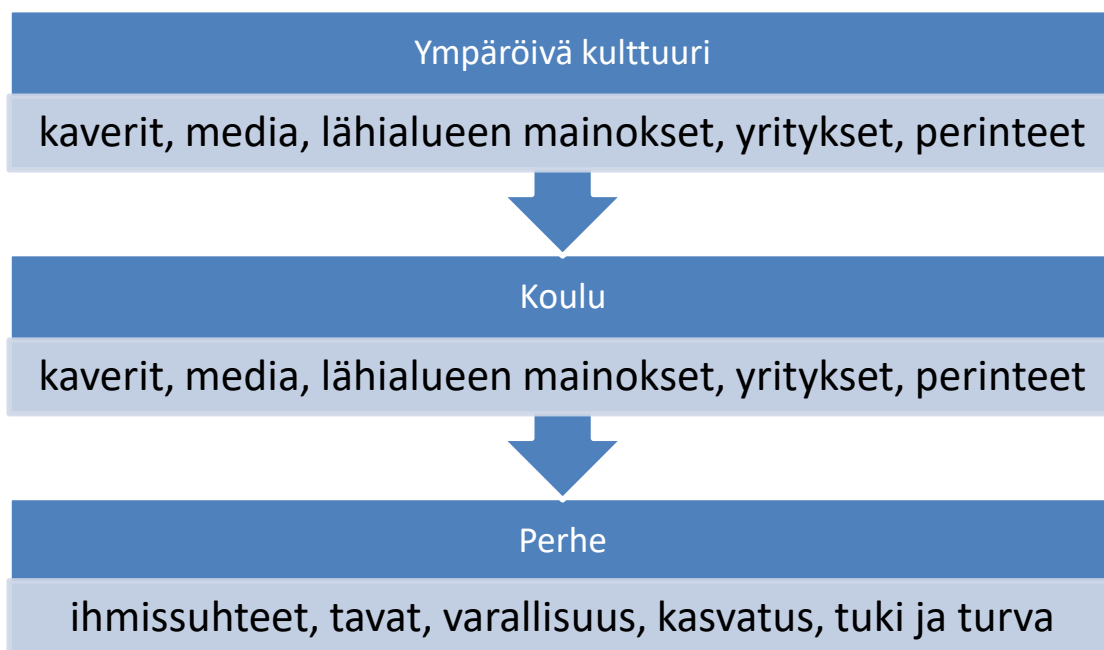 Ympäröivä kulttuuri
kaverit, media, lähialueen mainokset, yritykset, perinteet
Koulu
kaverit, media, lähialueen mainokset, yritykset, perinteet
Perhe
ihmissuhteet, tavat, varallisuus, kasvatus, tuki ja turva